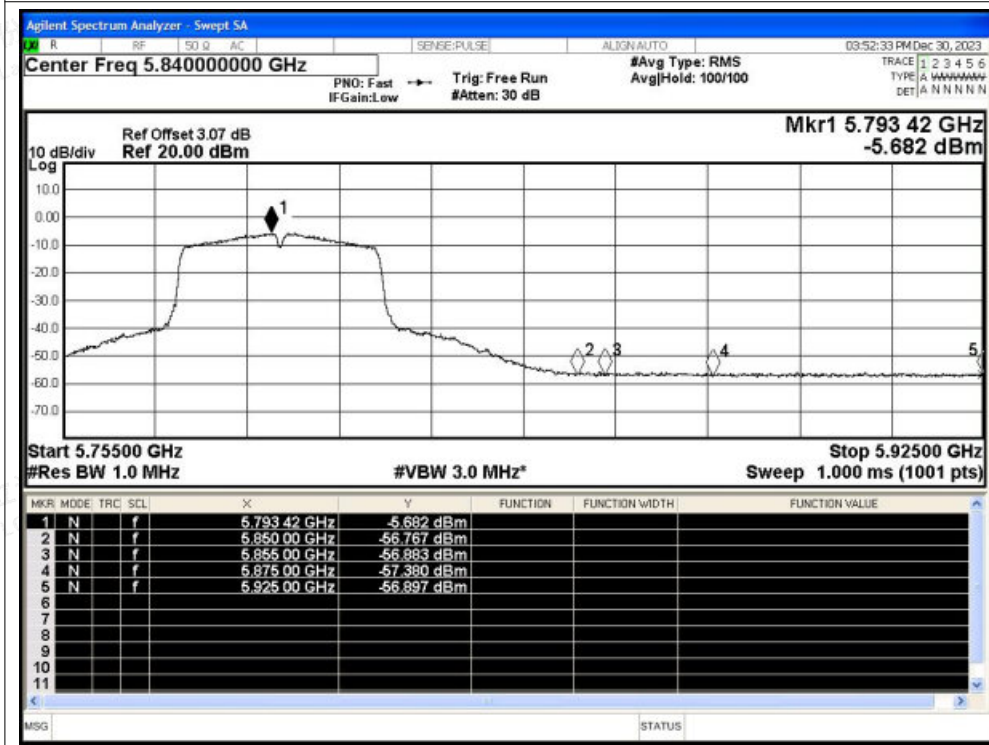 Agilent Spectrum Analyzer - Swept SA
R RF 50 Ω AC SENSE:PULSE ALIGN AUTO 03:52:33 PM Dec 30, 2023
Center Freq 5.840000000 GHz #Avg Type: RMS TRACE 1 2 3 4 5 6
PNO: Fast Trig: Free Run Avg|Hold: 100/100 TYPE A
IFGain:Low #Atten: 30 dB DET A N N N N N
Mkr1 5.793 42 GHz
-5.682 dBm
Ref Offset 3.07 dB
10 dB/div Ref 20.00 dBm
Log
10.0
0.00
-10.0
-20.0
-30.0
-40.0
-50.0
-60.0
-70.0
1
2 3 4 5
Start 5.75500 GHz Stop 5.92500 GHz
#Res BW 1.0 MHz #VBW 3.0 MHz* Sweep 1.000 ms (1001 pts)
MKR MODE TRC SCL X Y FUNCTION FUNCTION WIDTH FUNCTION VALUE
1 N f 5.793 42 GHz -5.682 dBm
2 N f 5.850 00 GHz -56.767 dBm
3 N f 5.855 00 GHz -56.883 dBm
4 N f 5.875 00 GHz -57.380 dBm
5 N f 5.925 00 GHz -56.897 dBm
6
7
8
9
10
11
MSG STATUS